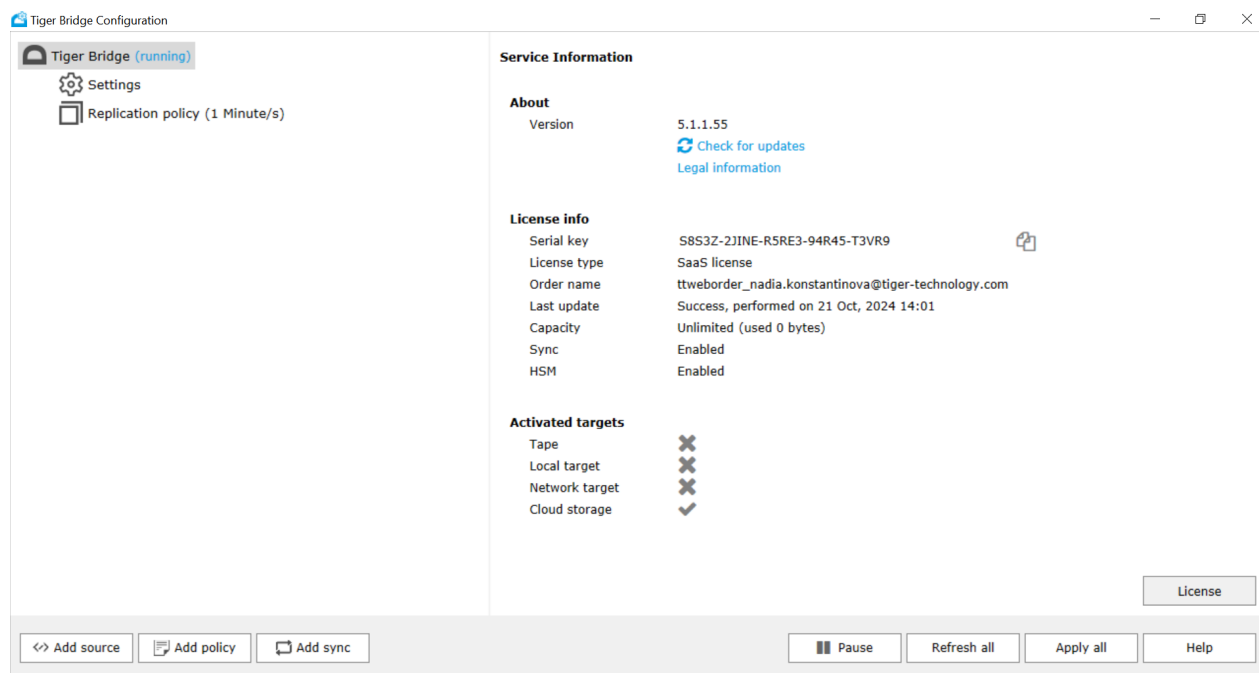 Tiger Bridge Configuration
Tiger Bridge (running)
Settings
Replication policy (1 Minute/s)
Service Information
About
Version 5.1.1.55
Check for updates
Legal information
License info
Serial key S8S3Z-2JINE-R5RE3-94R45-T3VR9
License type SaaS license
Order name ttweborder_nadia.konstantinova@tiger-technology.com
Last update Success, performed on 21 Oct, 2024 14:01
Capacity Unlimited (used 0 bytes)
Sync Enabled
HSM Enabled
Activated targets
Tape
Local target
Network target
Cloud storage
License
Add source Add policy Add sync Pause Refresh all Apply all Help